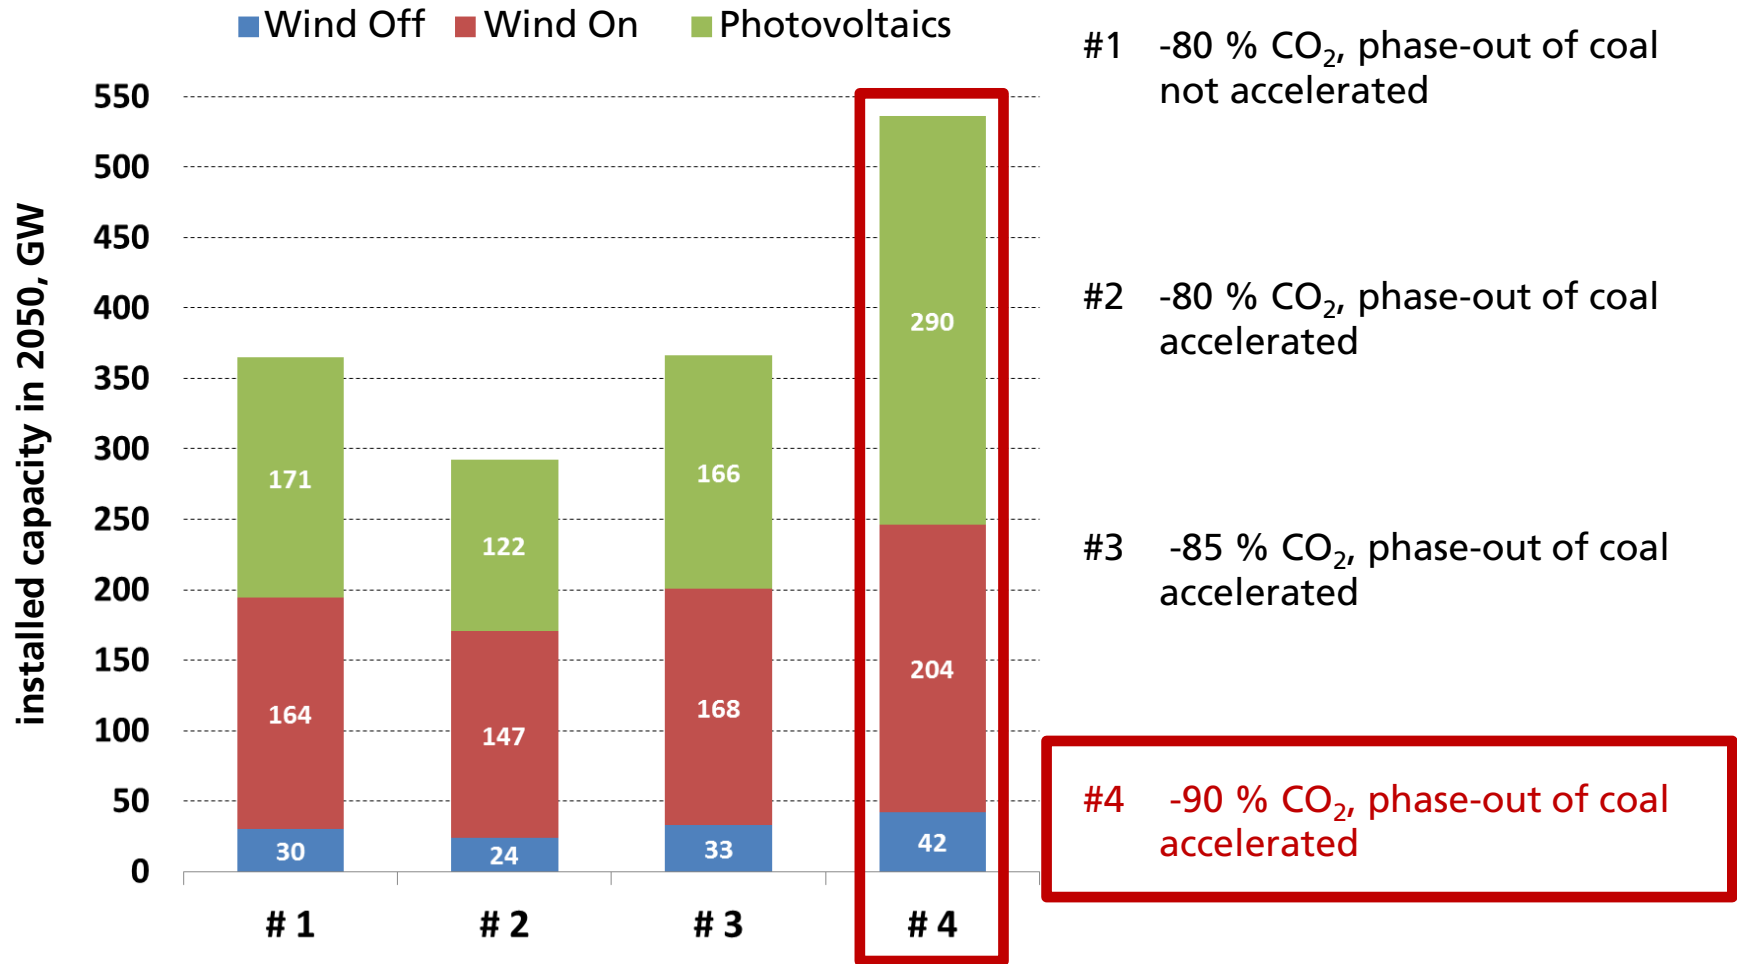 Wind Off Wind On Photovoltaics
installed capacity in 2050, GW
550
500
450
400
350
300
250
200
150
100
50
0
171
164
30
122
147
24
166
168
33
290
204
42
# 1 # 2 # 3 # 4
#1 -80 % CO₂, phase-out of coal
not accelerated
#2 -80 % CO₂, phase-out of coal
accelerated
#3 -85 % CO₂, phase-out of coal
accelerated
#4 -90 % CO₂, phase-out of coal
accelerated